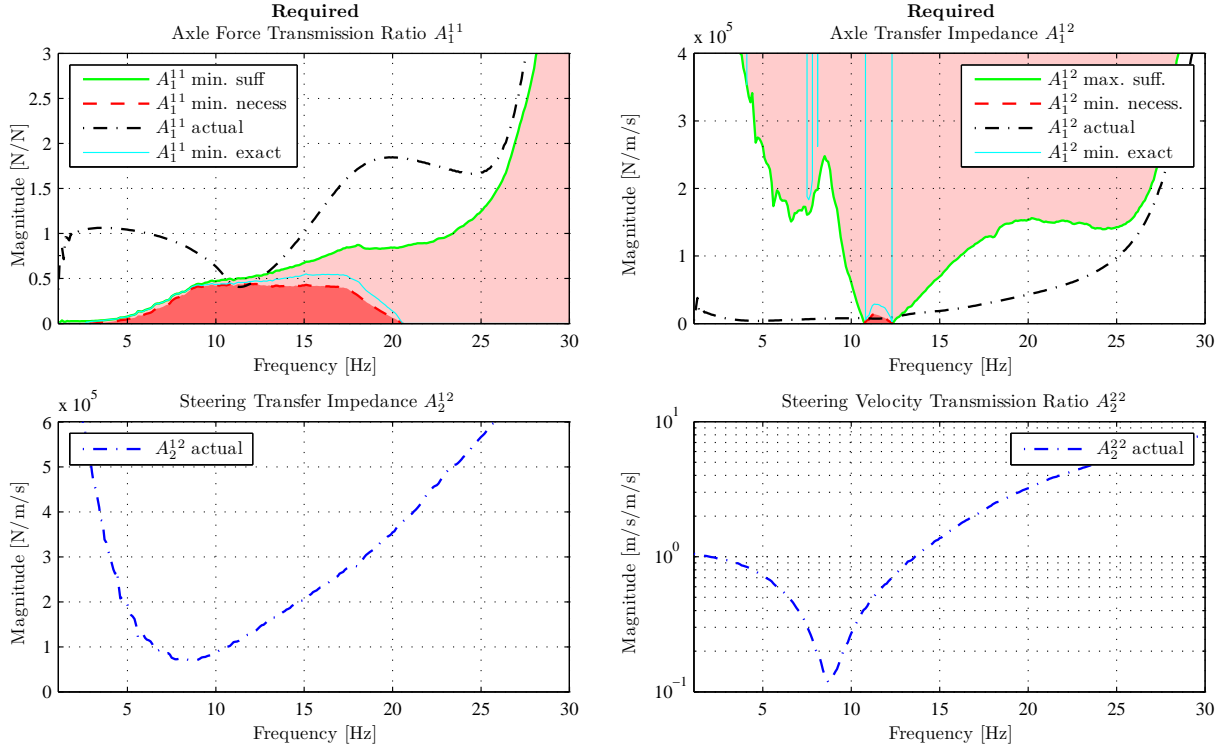 Required
Axle Force Transmission Ratio A₁¹¹
3
2.5
2
1.5
1
0.5
0
Magnitude [N/N]
A₁¹¹ min. suff
A₁¹¹ min. necess
A₁¹¹ actual
A₁¹¹ min. exact
5 10 15 20 25 30
Frequency [Hz]
Required
Axle Transfer Impedance A₁¹²
x 10⁵
4
3
2
1
0
Magnitude [N/m/s]
A₁¹² max. suff.
A₁¹² min. necess.
A₁¹² actual
A₁¹² min. exact
5 10 15 20 25 30
Frequency [Hz]
Steering Transfer Impedance A₂¹²
x 10⁵
6
5
4
3
2
1
0
Magnitude [N/m/s]
A₂¹² actual
5 10 15 20 25 30
Frequency [Hz]
Steering Velocity Transmission Ratio A₂²²
10¹
10⁰
10⁻¹
Magnitude [m/s/m/s]
A₂²² actual
5 10 15 20 25 30
Frequency [Hz]